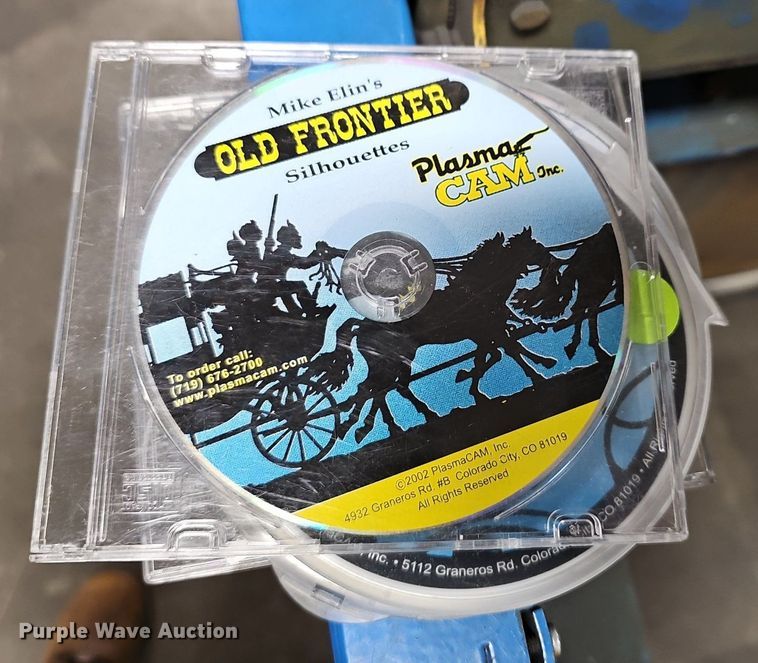 Mike Elin's
OLD FRONTIER
Silhouettes
Plasma
CAM Inc.
To order call:
(719) 676-2700
www.plasmacam.com
©2002 PlasmaCAM, Inc.
4932 Graneros Rd. #B Colorado City, CO 81019
All Rights Reserved
Inc. • 5112 Graneros Rd. Colorado
CO 81019 • All Rights
Purple Wave Auction